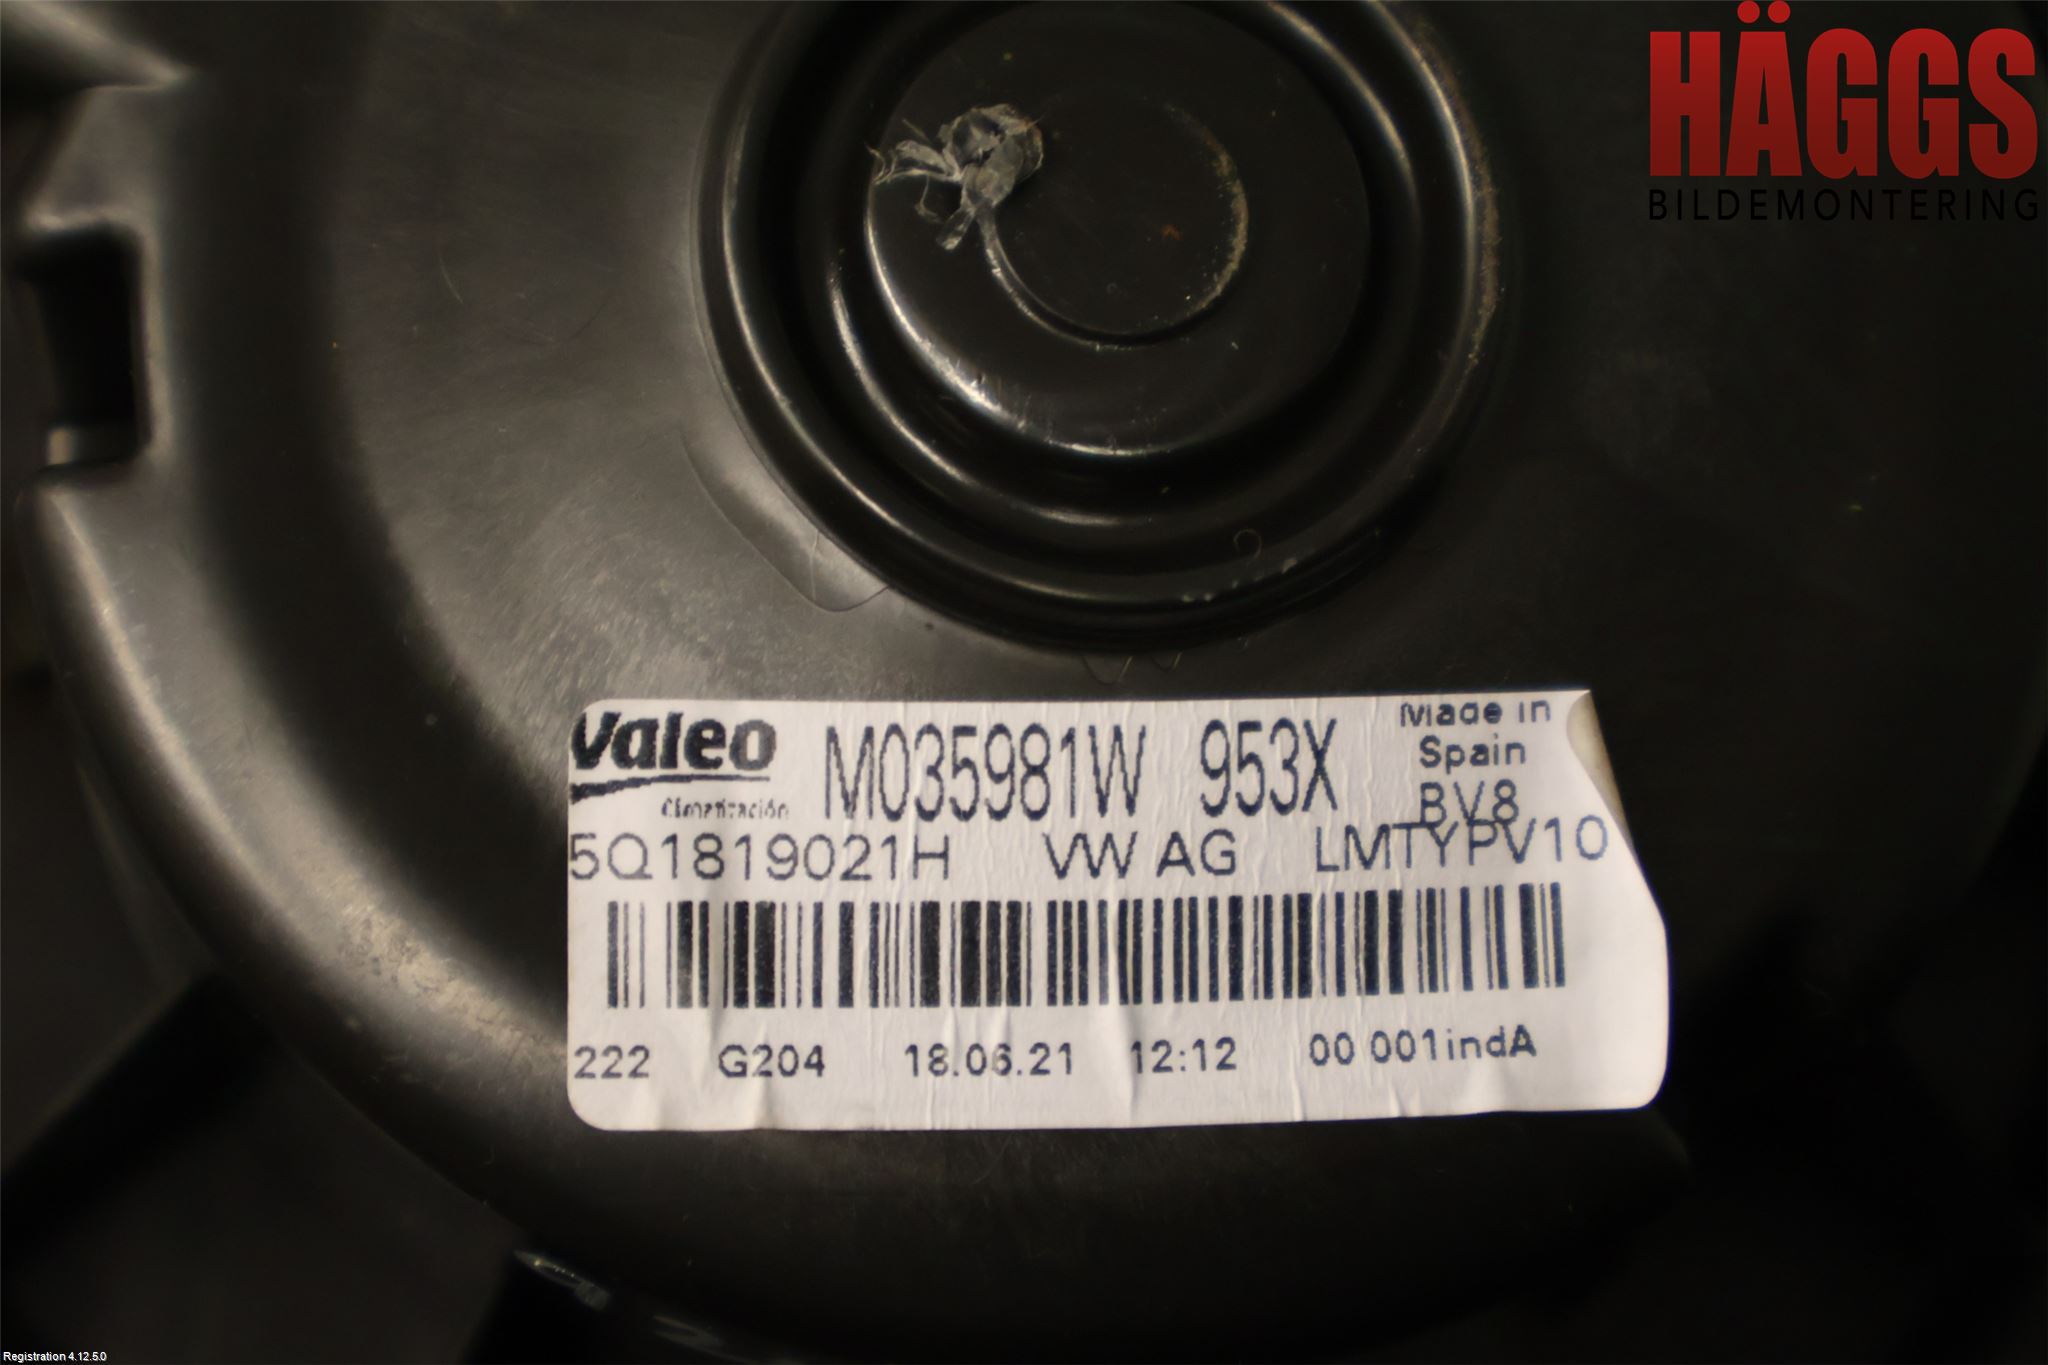 HÄGGS
BILDEMONTERING
Valeo
Climatización
M035981W 953X
Made in
Spain
BV8
5Q1819021H VW AG LMTYPV10
222 G204 18.06.21 12:12 00 001indA
Registration 4.12.5.0